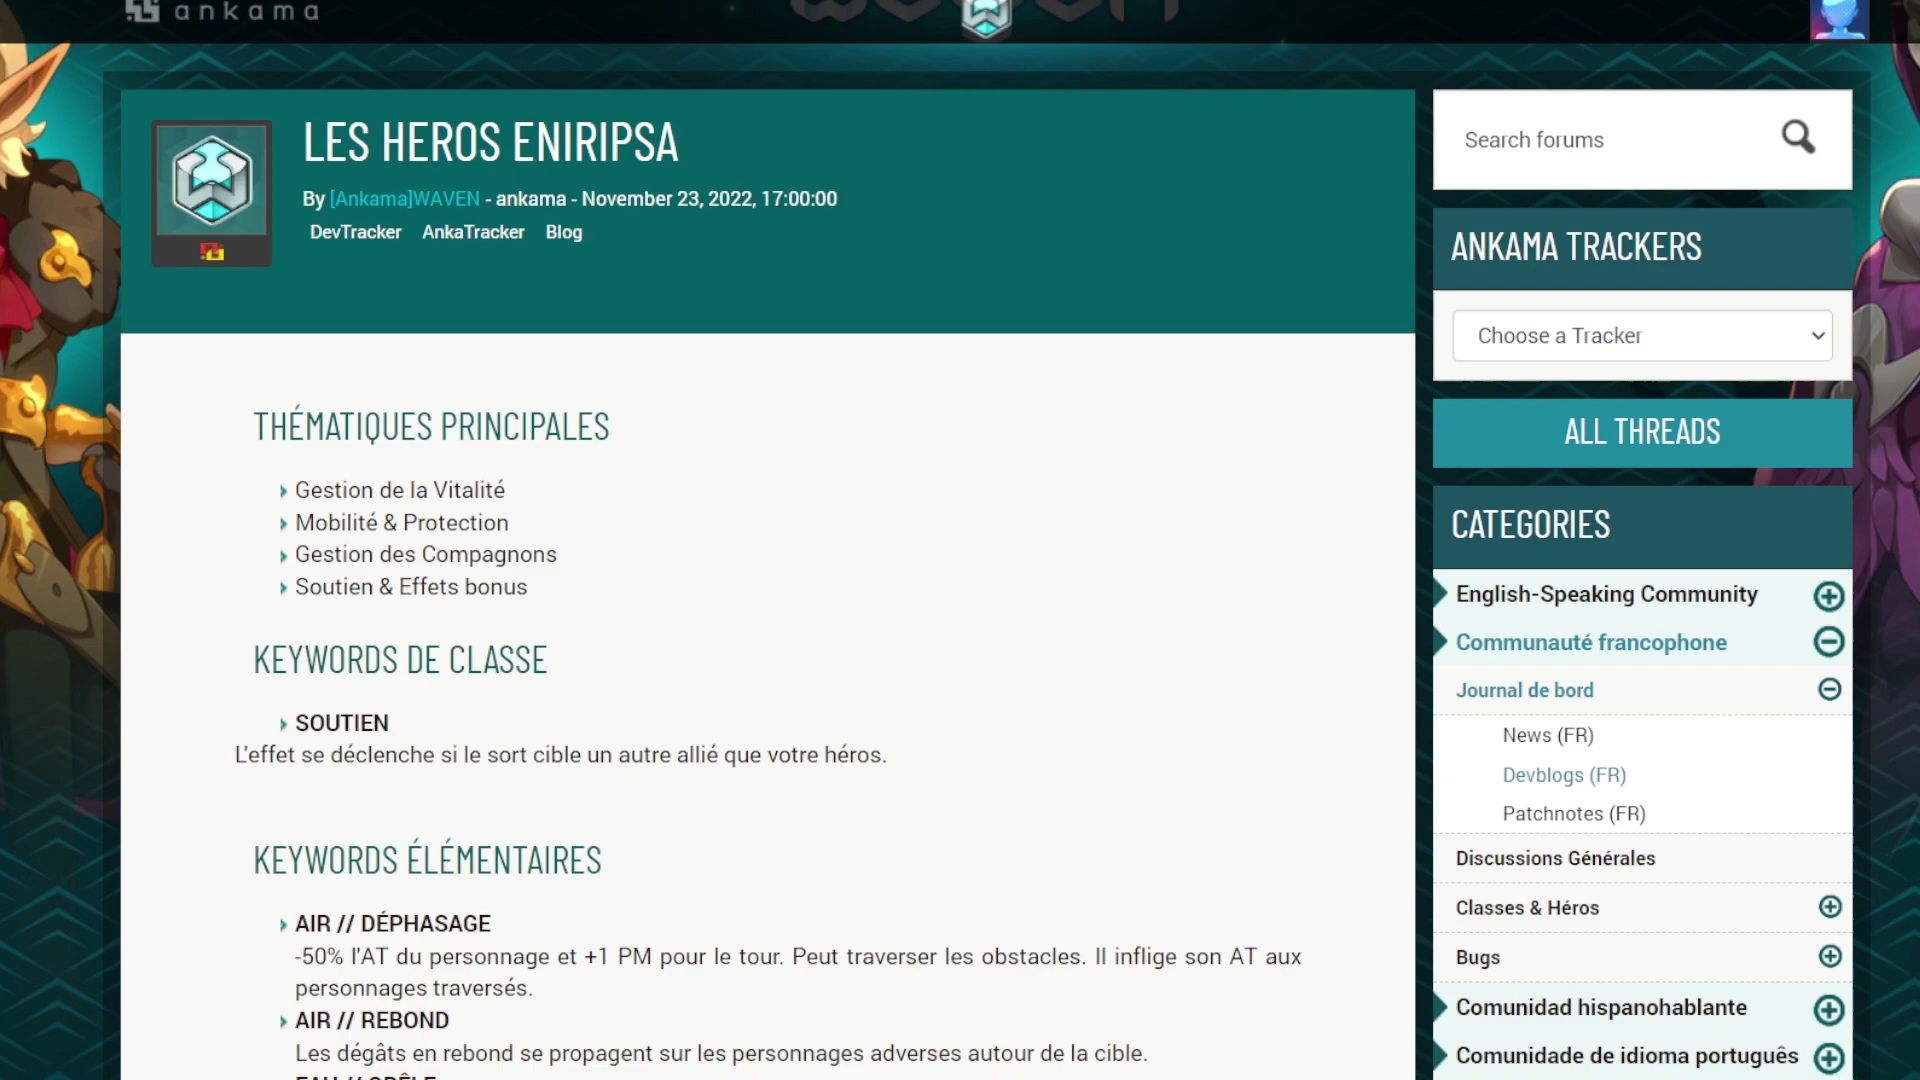 ankama
LES HEROS ENIRIPSA
By [Ankama]WAVEN - ankama - November 23, 2022, 17:00:00
DevTracker AnkaTracker Blog
THÉMATIQUES PRINCIPALES
Gestion de la Vitalité
Mobilité & Protection
Gestion des Compagnons
Soutien & Effets bonus
KEYWORDS DE CLASSE
SOUTIEN
L'effet se déclenche si le sort cible un autre allié que votre héros.
KEYWORDS ÉLÉMENTAIRES
AIR // DÉPHASAGE
-50% l'AT du personnage et +1 PM pour le tour. Peut traverser les obstacles. Il inflige son AT aux
personnages traversés.
AIR // REBOND
Les dégâts en rebond se propagent sur les personnages adverses autour de la cible.
EAU // GRÊLE
Search forums
ANKAMA TRACKERS
Choose a Tracker
ALL THREADS
CATEGORIES
English-Speaking Community
Communauté francophone
Journal de bord
News (FR)
Devblogs (FR)
Patchnotes (FR)
Discussions Générales
Classes & Héros
Bugs
Comunidad hispanohablante
Comunidade de idioma português